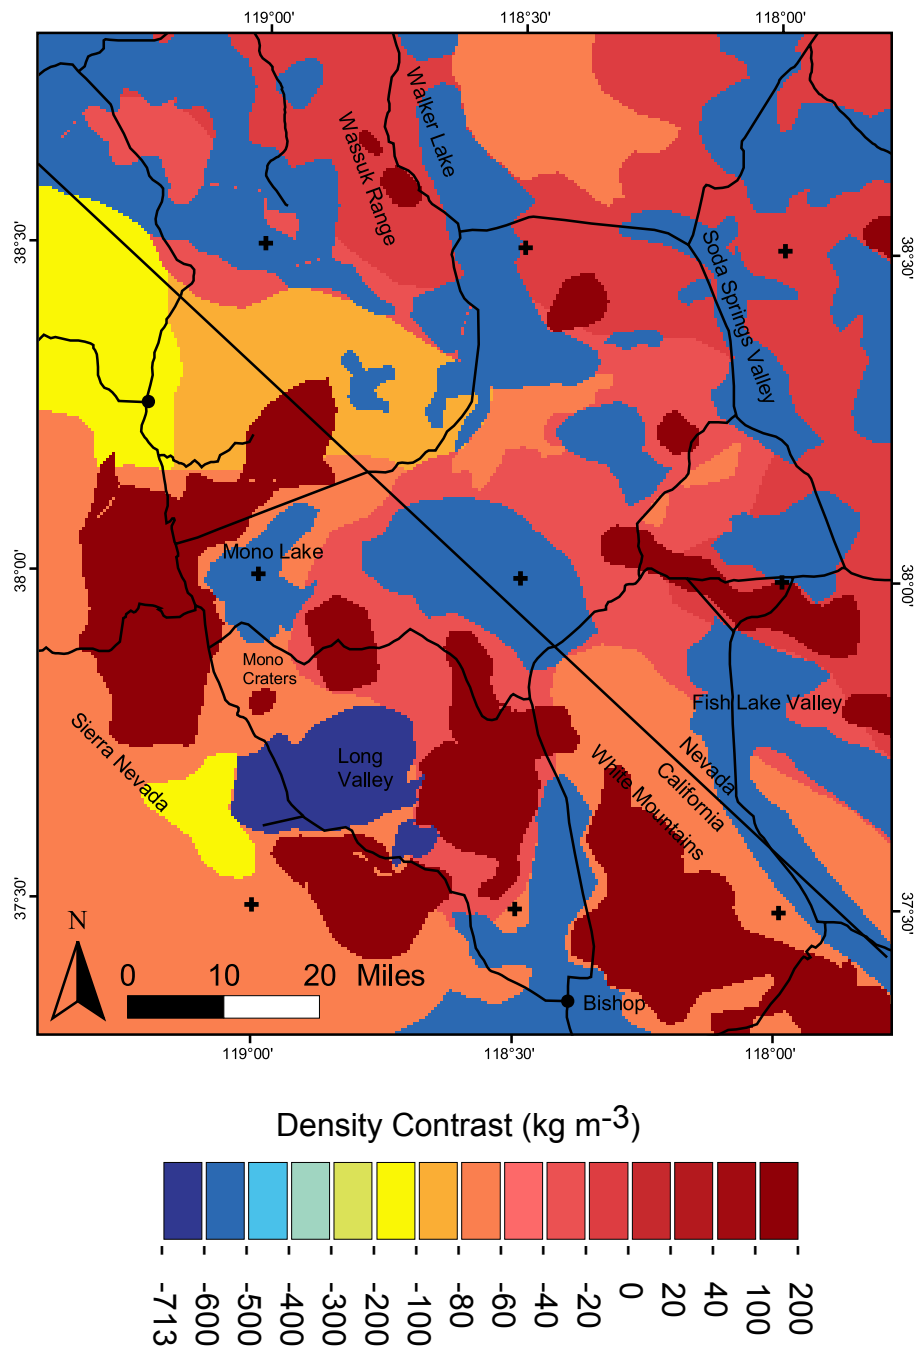 119°00'
118°30'
118°00'
Walker Lake
Wassuk Range
38°30'
38°30'
Soda Springs Valley
Mono Lake
38°00'
38°00'
Mono
Craters
Fish Lake Valley
Sierra Nevada
Long
Valley
Nevada
California
White Mountains
37°30'
37°30'
N
0 10 20 Miles
Bishop
119°00'
118°30'
118°00'
Density Contrast (kg m-3)
-713
-600
-500
-400
-300
-200
-100
-80
-60
-40
-20
0
20
40
100
200